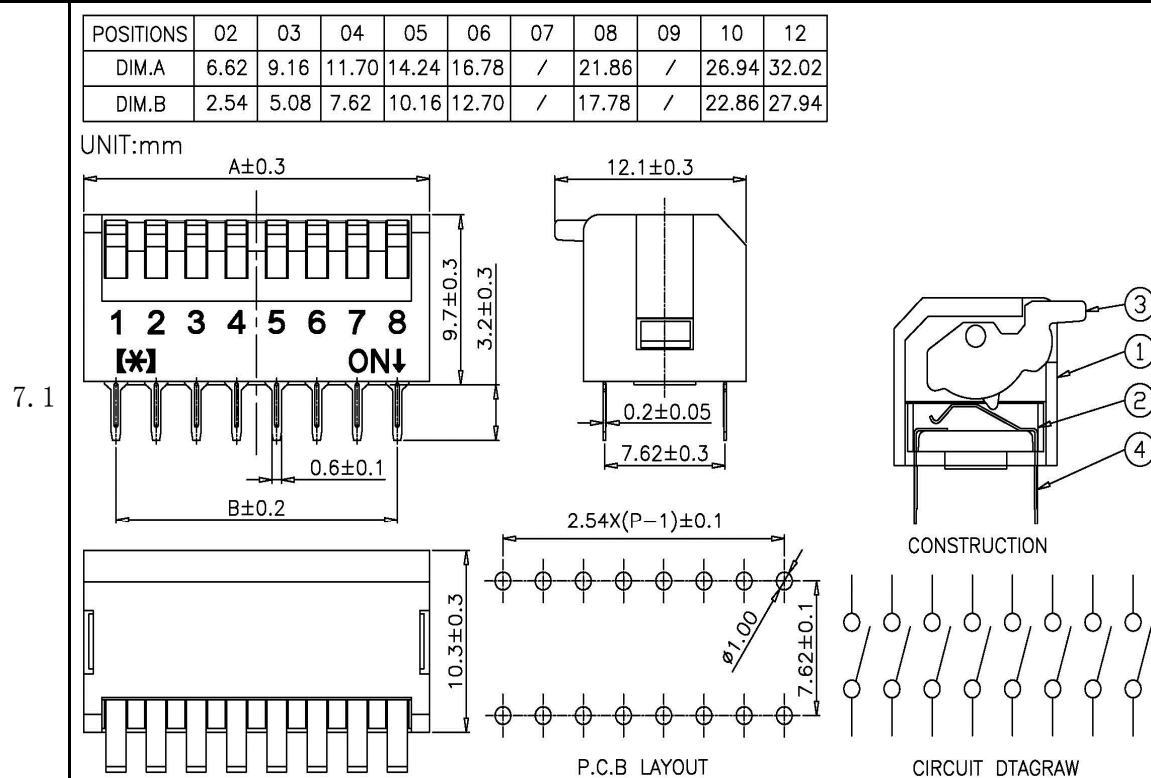 POSITIONS 02 03 04 05 06 07 08 09 10 12
DIM.A 6.62 9.16 11.70 14.24 16.78 / 21.86 / 26.94 32.02
DIM.B 2.54 5.08 7.62 10.16 12.70 / 17.78 / 22.86 27.94
UNIT:mm
A±0.3
12.1±0.3
9.7±0.3
3.2±0.3
1 2 3 4 5 6 7 8
【*】 ON↓
0.6±0.1
B±0.2
0.2±0.05
7.62±0.3
3
1
2
4
CONSTRUCTION
7.1
10.3±0.3
2.54X(P-1)±0.1
ø1.00
7.62±0.1
P.C.B LAYOUT
CIRCUIT DTAGRAW